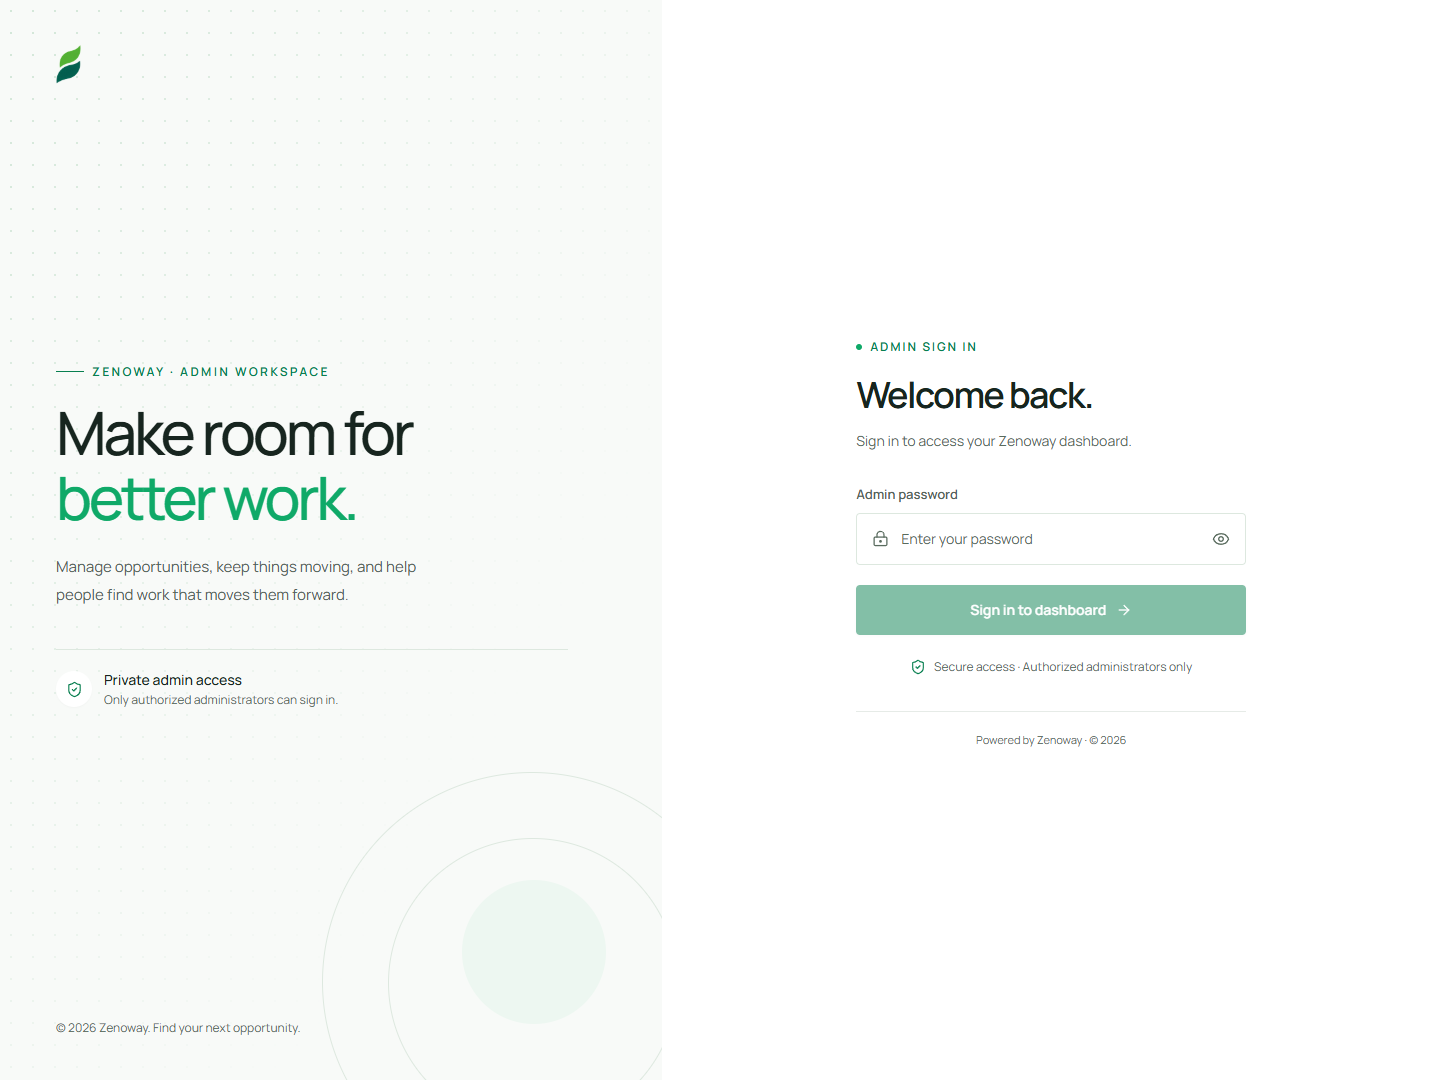 ZENOWAY · ADMIN WORKSPACE
Make room for
better work.
Manage opportunities, keep things moving, and help
people find work that moves them forward.
Private admin access
Only authorized administrators can sign in.
© 2026 Zenoway. Find your next opportunity.
ADMIN SIGN IN
Welcome back.
Sign in to access your Zenoway dashboard.
Admin password
Enter your password
Sign in to dashboard
Secure access · Authorized administrators only
Powered by Zenoway · © 2026